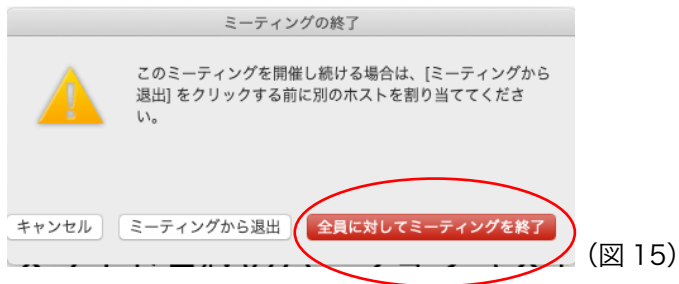 ミーティングの終了
このミーティングを開催し続ける場合は、[ミーティングから
退出] をクリックする前に別のホストを割り当ててくださ
い。
キャンセル ミーティングから退出 全員に対してミーティングを終了
（図 15）